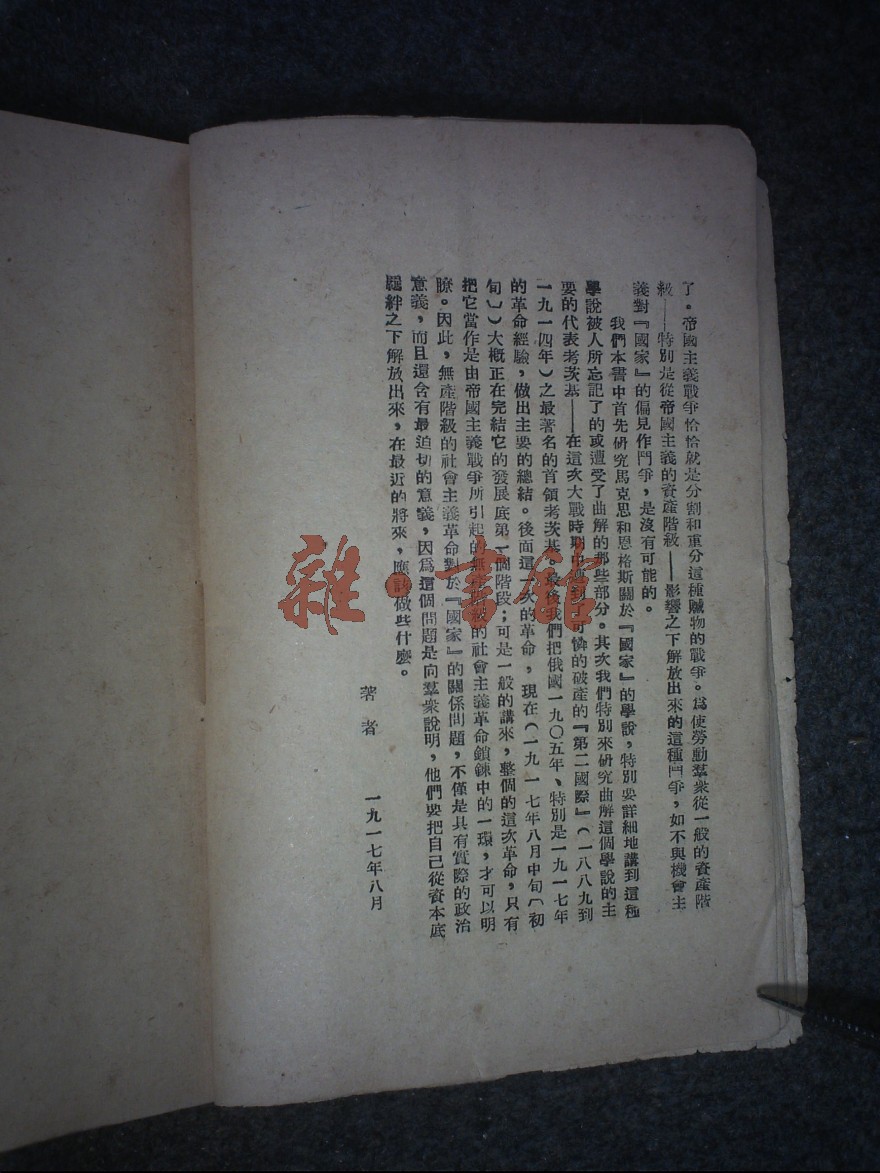 了。帝國主義戰爭恰恰就是分割和重分這種贓物的戰爭。爲使勞動羣衆從一般的資產階
級——特別是從帝國主義的資產階級——影響之下解放出來的這種鬥爭，如不與機會主
義對『國家』的偏見作鬥爭，是沒有可能的。
我們本書中首先研究馬克思和恩格斯關於『國家』的學說，特別要詳細地講到這種
學說被人所忘記了的或遭受了曲解的那些部分。其次我們特別來研究曲解這個學說的主
要的代表考茨基——在這次大戰時期中遭到了可憐的破產的『第二國際』（一八八九到
一九一四年）之最著名的首領考茨基。最後我們把俄國一九〇五年、特別是一九一七年
的革命經驗，做出主要的總結。後面這一次的革命，現在（一九一七年八月中旬〔初
旬〕）大概正在完結它的發展底第一個階段；可是一般的講來，整個的這次革命，只有
把它當作是由帝國主義戰爭所引起的無產階級的社會主義革命鎖鍊中的一環，才可以明
瞭。因此，無產階級的社會主義革命對於『國家』的關係問題，不僅是具有實際的政治
意義，而且還含有最迫切的意義，因爲這個問題是向羣衆說明，他們要把自己從資本底
羈絆之下解放出來，在最近的將來，應該做些什麼。
著者 一九一七年八月
雜·書館